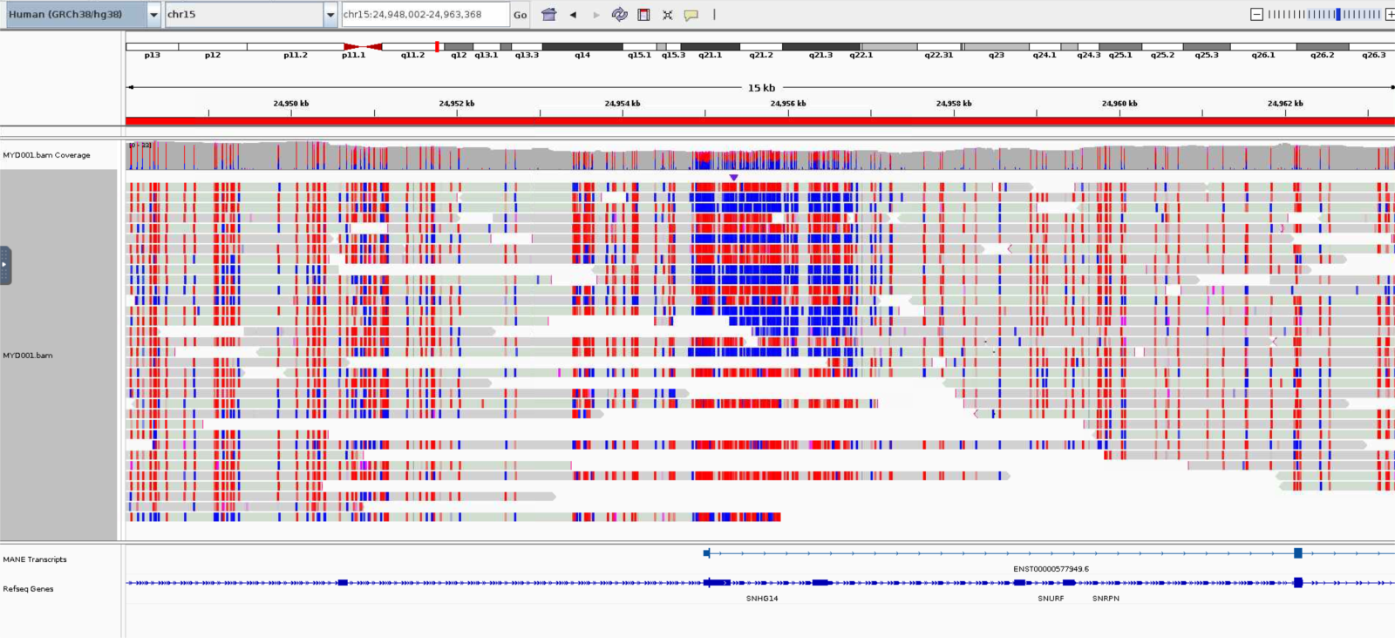 Human (GRCh38/hg38) chr15 chr15:24,948,002-24,963,368 Go
p13 p12 p11.2 p11.1 q11.2 q12 q13.1 q13.3 q14 q15.1 q15.3 q21.1 q21.2 q21.3 q22.1 q22.31 q23 q24.1 q24.3 q25.1 q25.2 q25.3 q26.1 q26.2 q26.3
15 kb
24,950 kb 24,952 kb 24,954 kb 24,956 kb 24,958 kb 24,960 kb 24,962 kb
MYD001.bam Coverage
MYD001.bam
MANE Transcripts
ENST00000577949.6
Refseq Genes
SNHG14 SNURF SNRPN